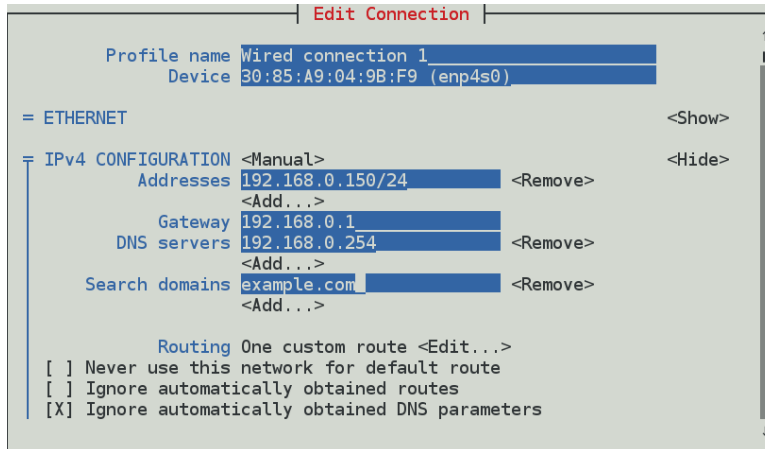 Edit Connection
Profile name Wired connection 1
Device 30:85:A9:04:9B:F9 (enp4s0)
= ETHERNET <Show>
= IPv4 CONFIGURATION <Manual> <Hide>
Addresses 192.168.0.150/24 <Remove>
<Add...>
Gateway 192.168.0.1
DNS servers 192.168.0.254 <Remove>
<Add...>
Search domains example.com <Remove>
<Add...>
Routing One custom route <Edit...>
[ ] Never use this network for default route
[ ] Ignore automatically obtained routes
[X] Ignore automatically obtained DNS parameters